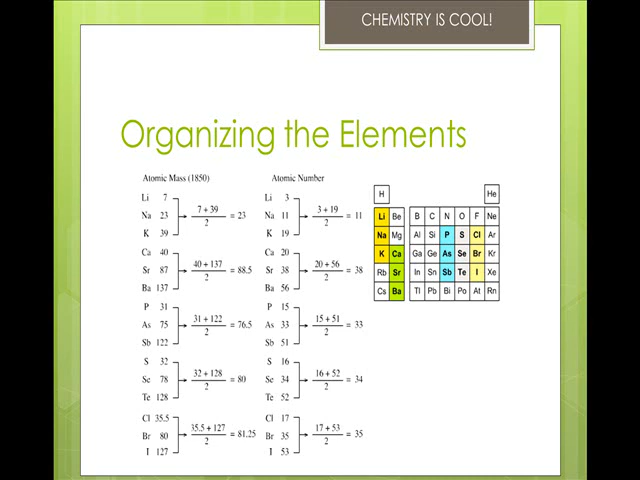 CHEMISTRY IS COOL!
Organizing the Elements
Atomic Mass (1850)
Li 7
Na 23
K 39
7 + 39
2
= 23
Ca 40
Sr 87
Ba 137
40 + 137
2
= 88.5
P 31
As 75
Sb 122
31 + 122
2
= 76.5
S 32
Se 78
Te 128
32 + 128
2
= 80
Cl 35.5
Br 80
I 127
35.5 + 127
2
= 81.25
Atomic Number
Li 3
Na 11
K 19
3 + 19
2
= 11
Ca 20
Sr 38
Ba 56
20 + 56
2
= 38
P 15
As 33
Sb 51
15 + 51
2
= 33
S 16
Se 34
Te 52
16 + 52
2
= 34
Cl 17
Br 35
I 53
17 + 53
2
= 35
H He
Li Be B C N O F Ne
Na Mg Al Si P S Cl Ar
K Ca Ga Ge As Se Br Kr
Rb Sr In Sn Sb Te I Xe
Cs Ba Tl Pb Bi Po At Rn